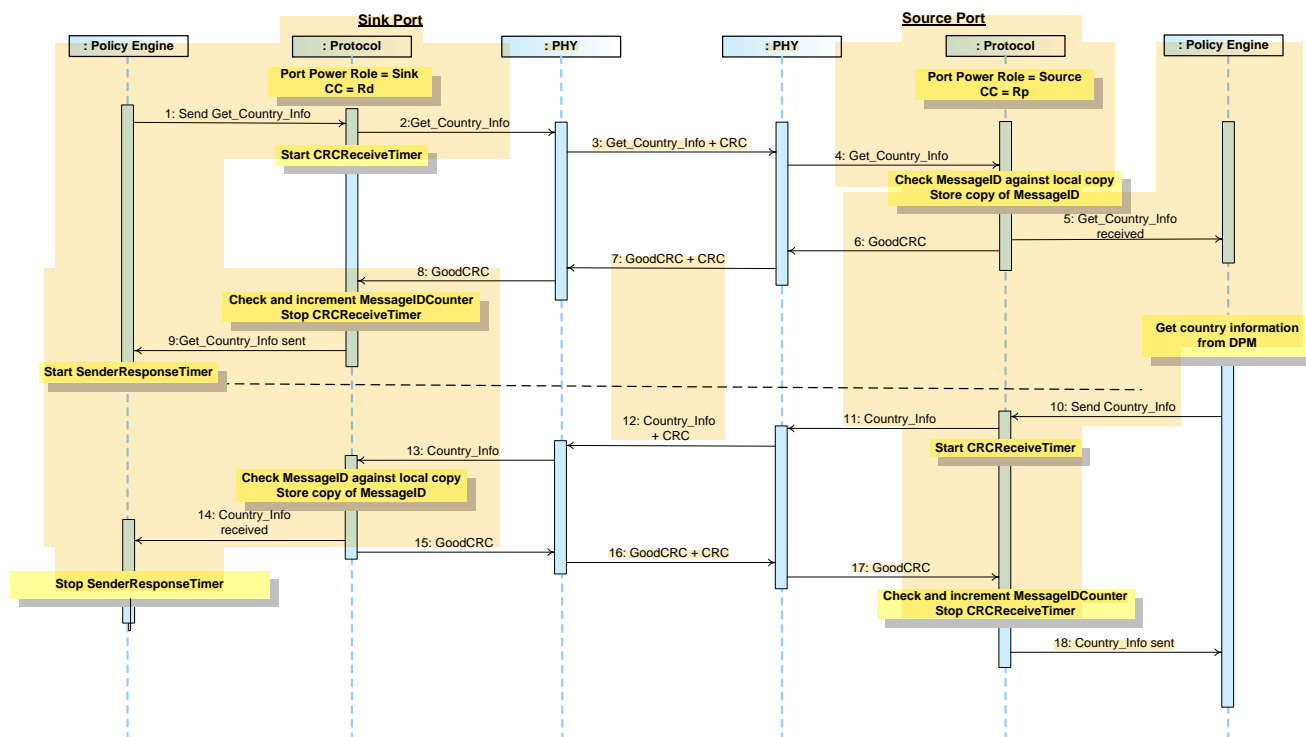 Sink Port
Source Port
: Policy Engine
: Protocol
: PHY
: PHY
: Protocol
: Policy Engine
Port Power Role = Sink
CC = Rd
Port Power Role = Source
CC = Rp
1: Send Get_Country_Info
2:Get_Country_Info
Start CRCReceiveTimer
3: Get_Country_Info + CRC
4: Get_Country_Info
Check MessageID against local copy
Store copy of MessageID
5: Get_Country_Info
received
6: GoodCRC
7: GoodCRC + CRC
8: GoodCRC
Check and increment MessageIDCounter
Stop CRCReceiveTimer
9:Get_Country_Info sent
Start SenderResponseTimer
Get country information
from DPM
10: Send Country_Info
11: Country_Info
12: Country_Info
+ CRC
Start CRCReceiveTimer
13: Country_Info
Check MessageID against local copy
Store copy of MessageID
14: Country_Info
received
15: GoodCRC
16: GoodCRC + CRC
17: GoodCRC
Stop SenderResponseTimer
Check and increment MessageIDCounter
Stop CRCReceiveTimer
18: Country_Info sent